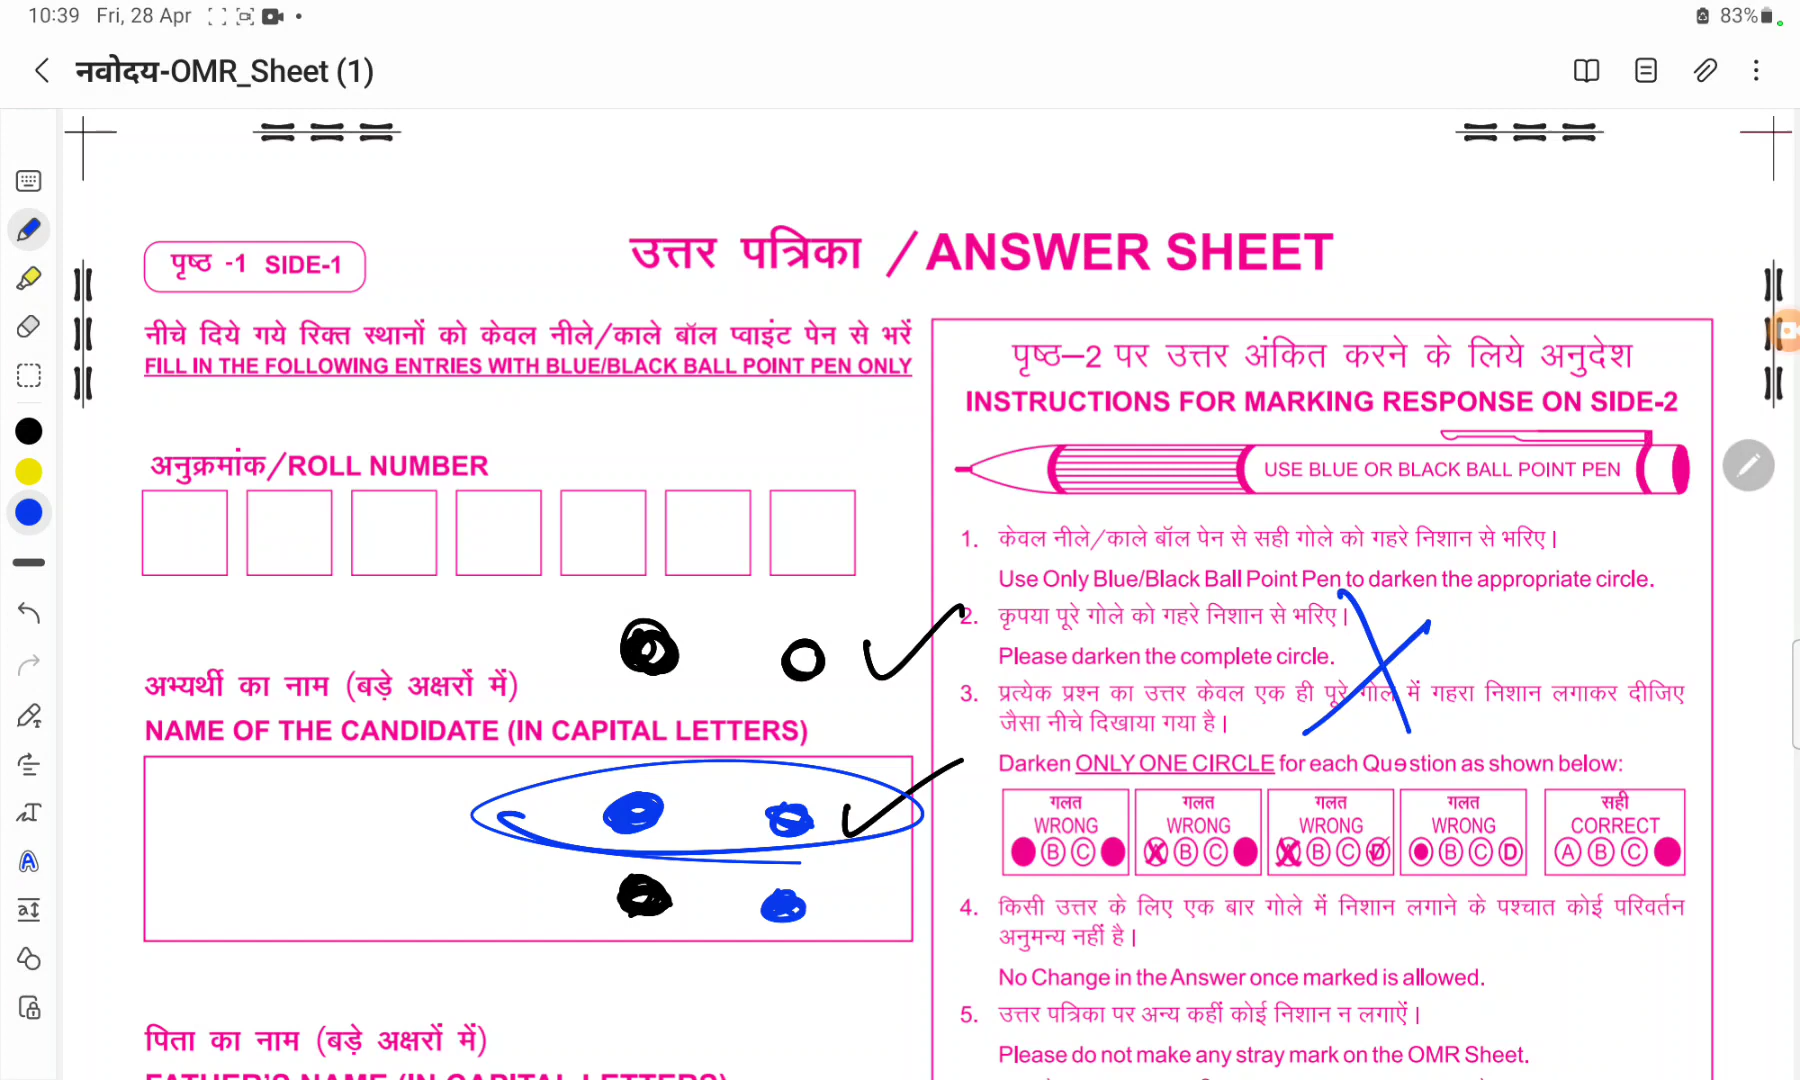 10:39 Fri, 28 Apr
83%
नवोदय-OMR_Sheet (1)
पृष्ठ -1 SIDE-1
उत्तर पत्रिका / ANSWER SHEET
नीचे दिये गये रिक्त स्थानों को केवल नीले/काले बॉल प्वाइंट पेन से भरें
FILL IN THE FOLLOWING ENTRIES WITH BLUE/BLACK BALL POINT PEN ONLY
अनुक्रमांक/ROLL NUMBER
अभ्यर्थी का नाम (बड़े अक्षरों में)
NAME OF THE CANDIDATE (IN CAPITAL LETTERS)
पिता का नाम (बड़े अक्षरों में)
FATHER'S NAME (IN CAPITAL LETTERS)
पृष्ठ–2 पर उत्तर अंकित करने के लिये अनुदेश
INSTRUCTIONS FOR MARKING RESPONSE ON SIDE-2
USE BLUE OR BLACK BALL POINT PEN
1. केवल नीले/काले बॉल पेन से सही गोले को गहरे निशान से भरिए।
Use Only Blue/Black Ball Point Pen to darken the appropriate circle.
2. कृपया पूरे गोले को गहरे निशान से भरिए।
Please darken the complete circle.
3. प्रत्येक प्रश्न का उत्तर केवल एक ही पूरे गोले में गहरा निशान लगाकर दीजिए
जैसा नीचे दिखाया गया है।
Darken ONLY ONE CIRCLE for each Question as shown below:
गलत गलत गलत गलत सही
WRONG WRONG WRONG WRONG CORRECT
B C A B C A B C D B C D A B C
4. किसी उत्तर के लिए एक बार गोले में निशान लगाने के पश्चात कोई परिवर्तन
अनुमन्य नहीं है।
No Change in the Answer once marked is allowed.
5. उत्तर पत्रिका पर अन्य कहीं कोई निशान न लगाऐं।
Please do not make any stray mark on the OMR Sheet.